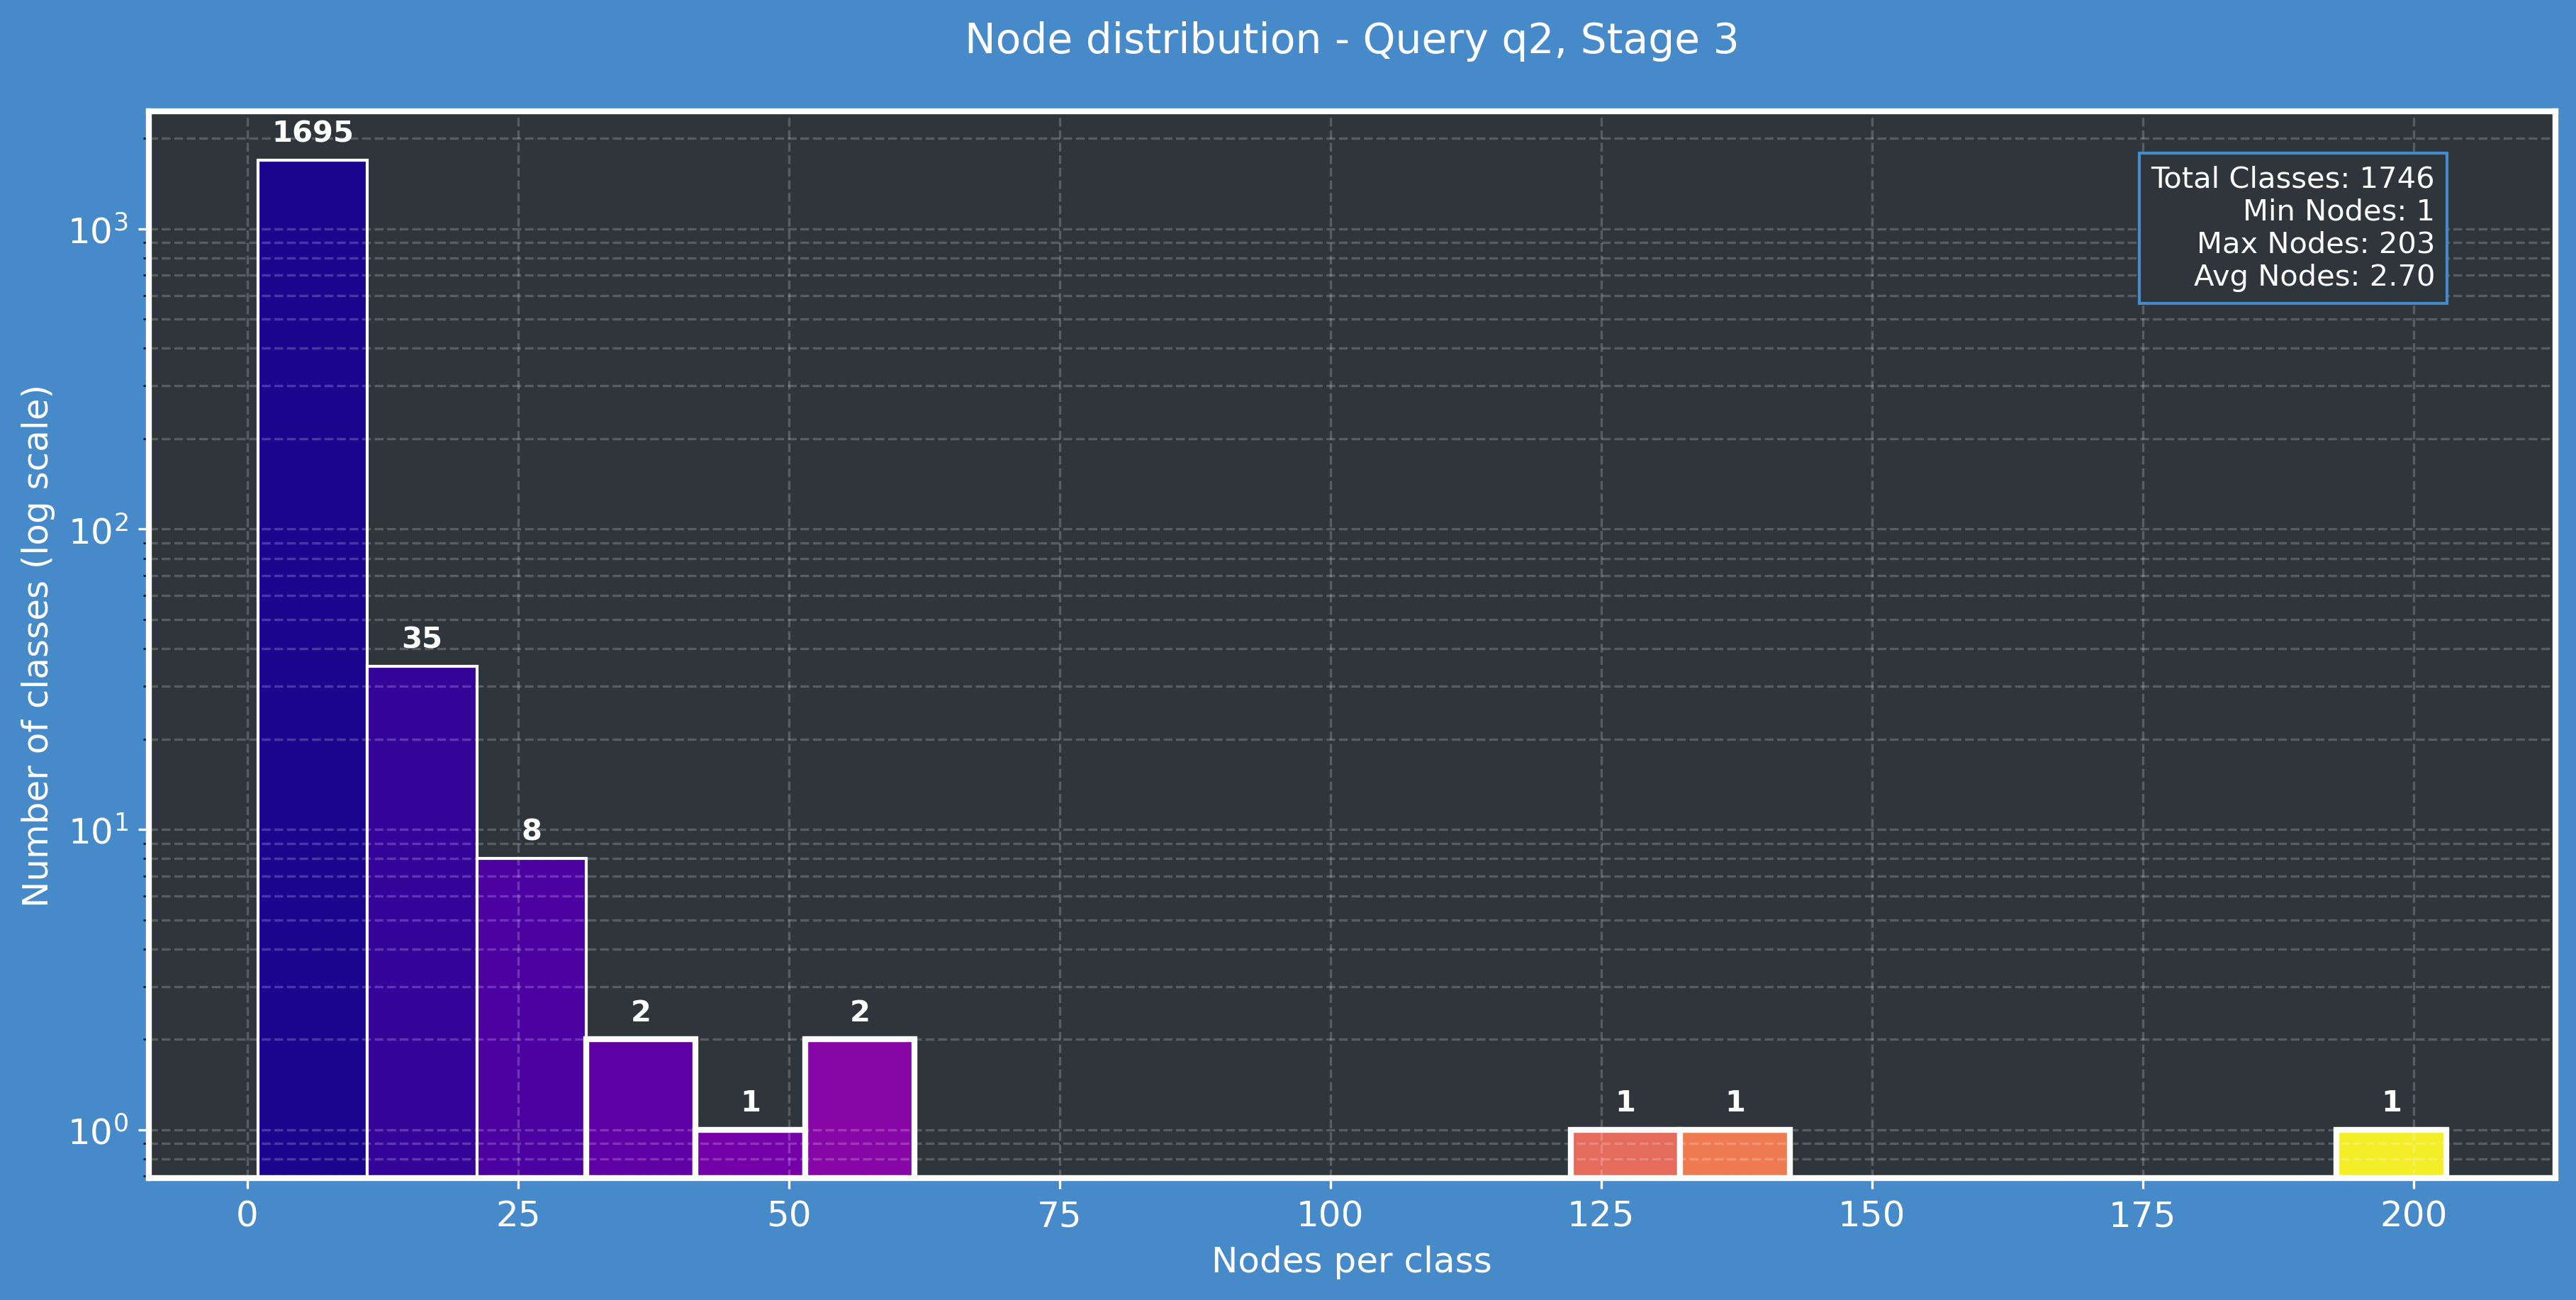 Node distribution - Query q2, Stage 3
Number of classes (log scale)
10³
10²
10¹
10⁰
1695
35
8
2
1
2
1
1
1
Total Classes: 1746
Min Nodes: 1
Max Nodes: 203
Avg Nodes: 2.70
0 25 50 75 100 125 150 175 200
Nodes per class